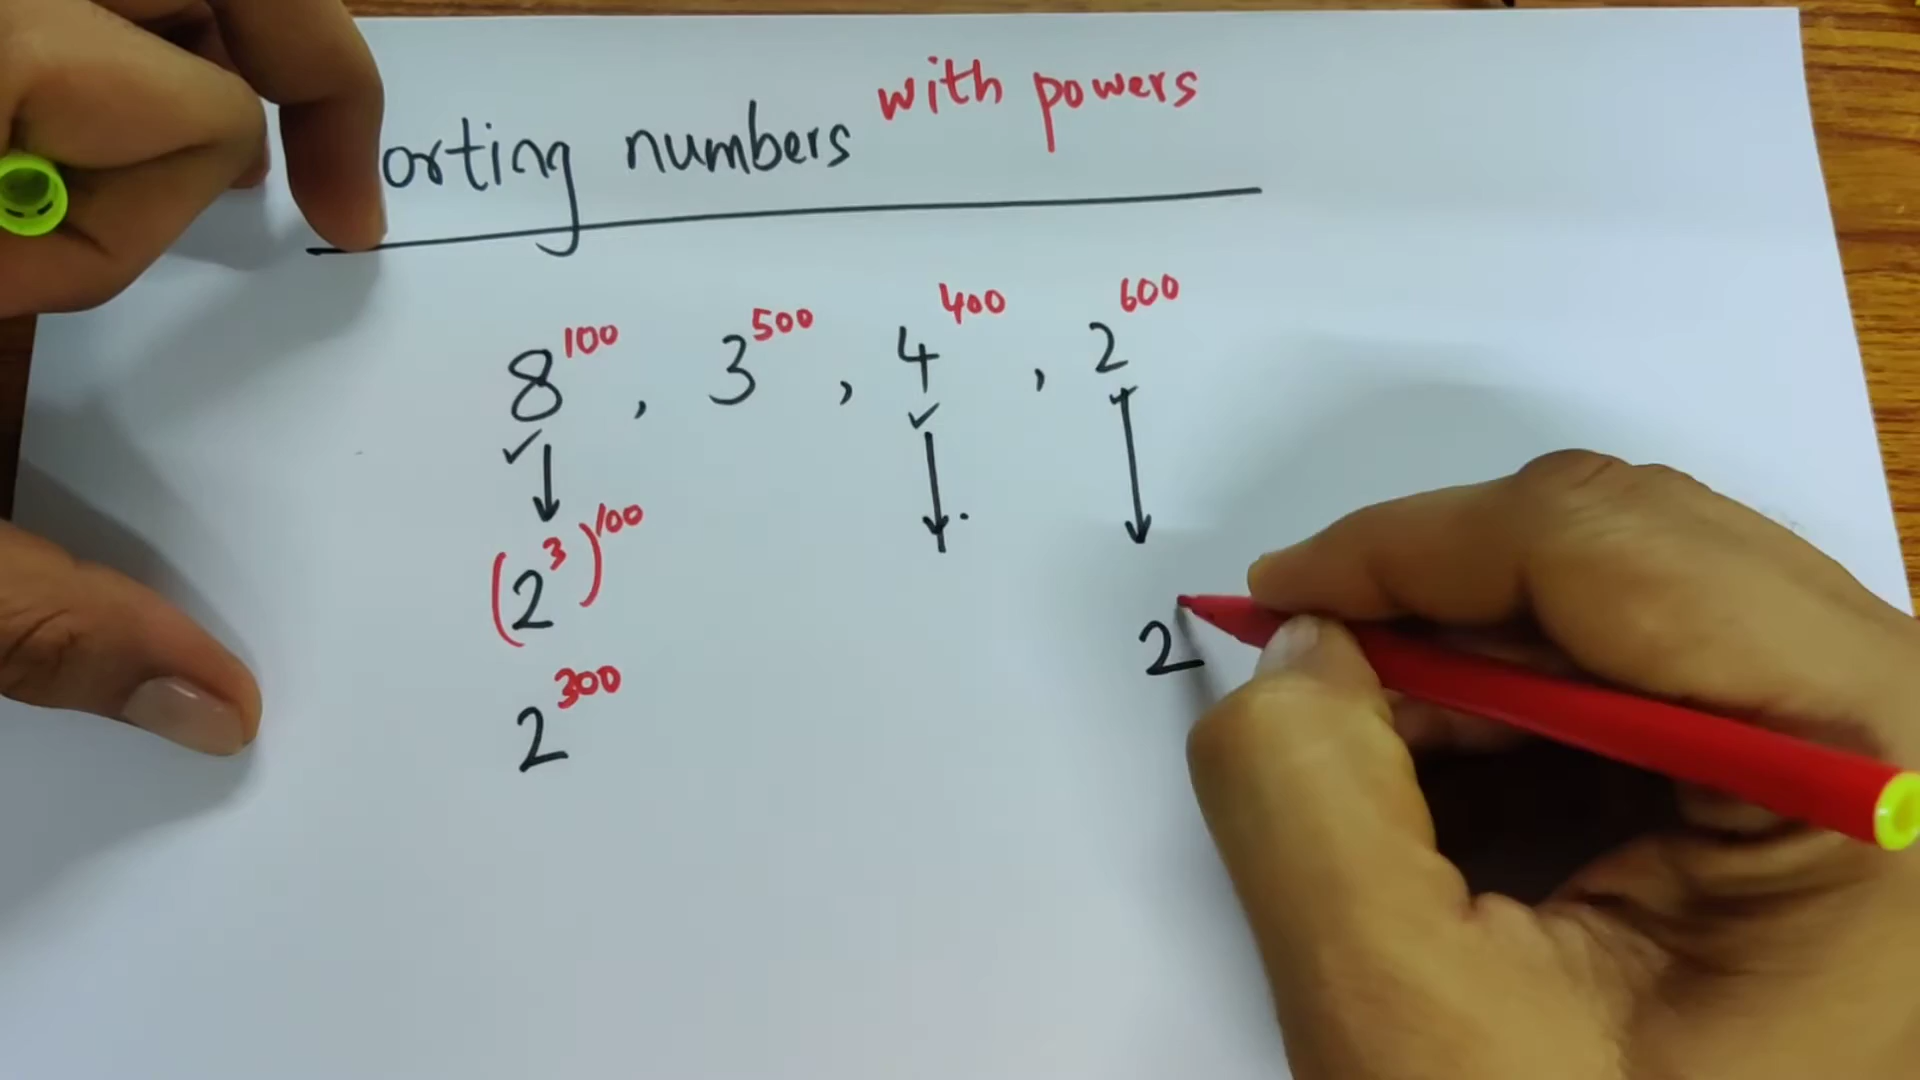 orting numbers with powers
8^100 , 3^500 , 4^400 , 2^600
(2^3)^100
2
2^300